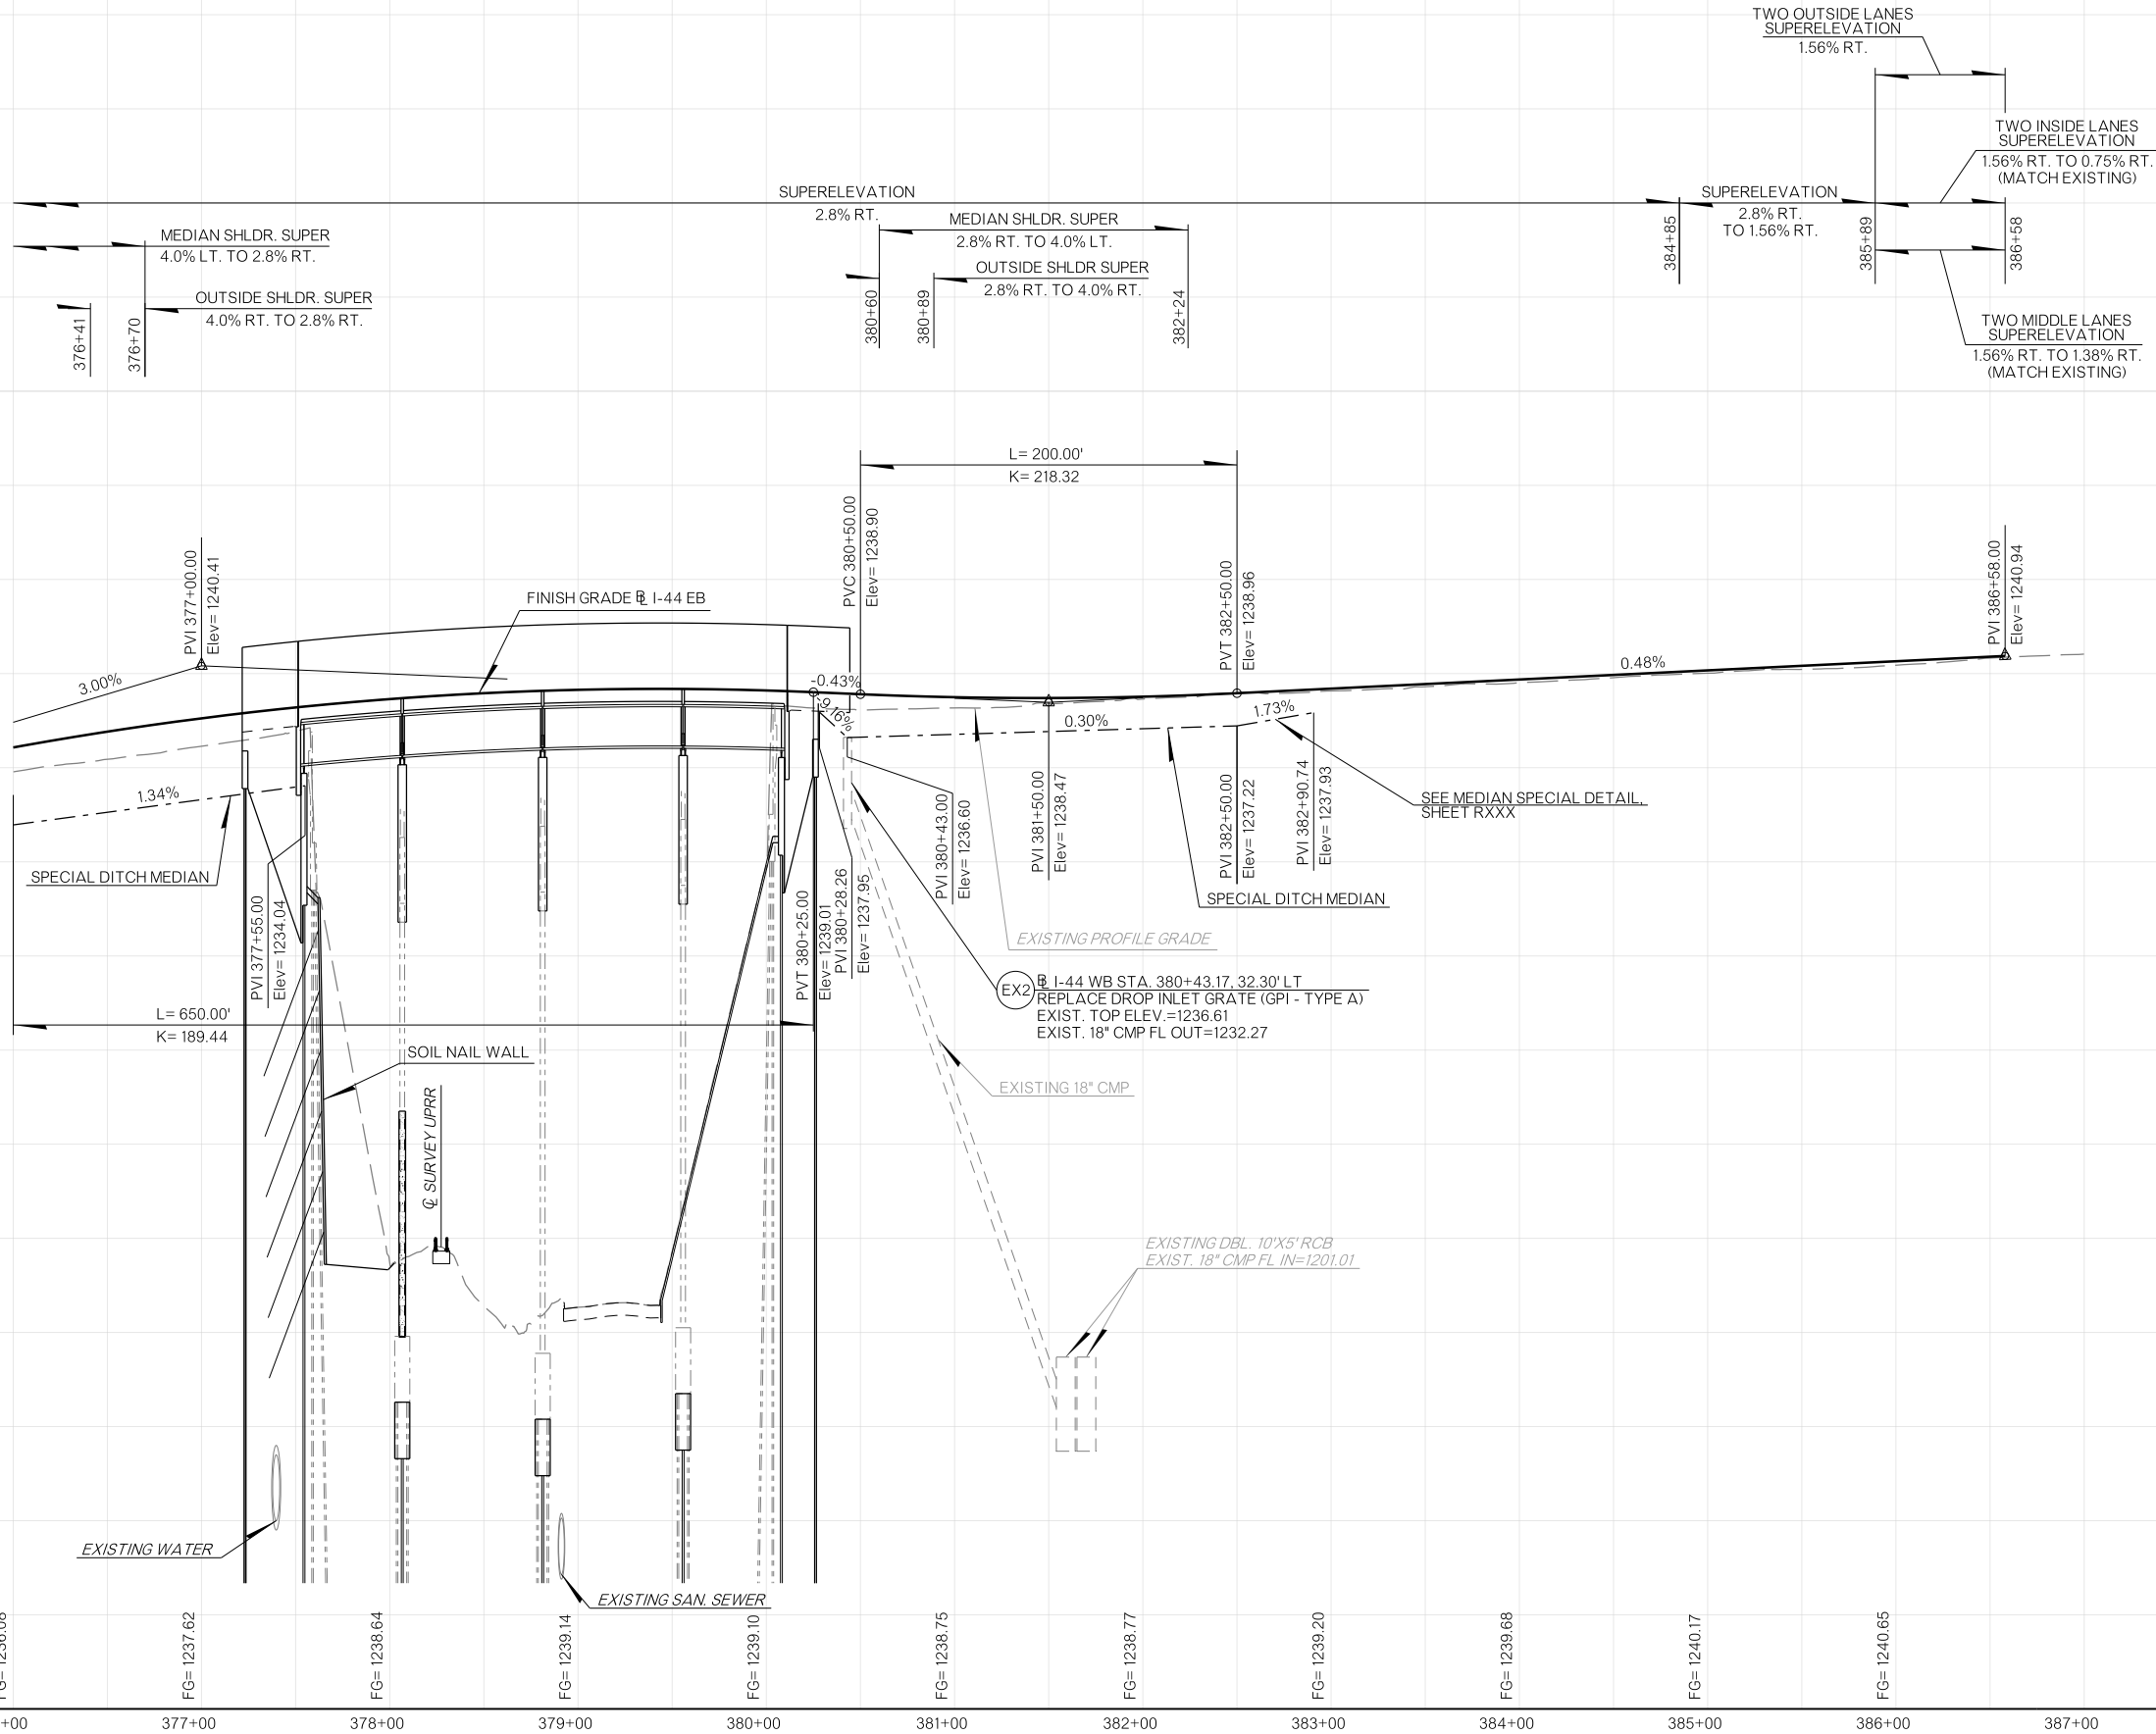 TWO OUTSIDE LANES
SUPERELEVATION
1.56% RT.
TWO INSIDE LANES
SUPERELEVATION
1.56% RT. TO 0.75% RT.
(MATCH EXISTING)
SUPERELEVATION
2.8% RT.
SUPERELEVATION
2.8% RT.
TO 1.56% RT.
MEDIAN SHLDR. SUPER
2.8% RT. TO 4.0% LT.
MEDIAN SHLDR. SUPER
4.0% LT. TO 2.8% RT.
OUTSIDE SHLDR SUPER
2.8% RT. TO 4.0% RT.
OUTSIDE SHLDR. SUPER
4.0% RT. TO 2.8% RT.
376+41
376+70
380+60
380+89
382+24
384+85
385+89
386+58
TWO MIDDLE LANES
SUPERELEVATION
1.56% RT. TO 1.38% RT.
(MATCH EXISTING)
L= 200.00'
K= 218.32
PVI 377+00.00
Elev= 1240.41
PVC 380+50.00
Elev= 1238.90
PVT 382+50.00
Elev= 1238.96
PVI 386+58.00
Elev= 1240.94
FINISH GRADE ℄ I-44 EB
3.00%
-0.43%
-9.16%
0.48%
0.30%
1.73%
1.34%
SPECIAL DITCH MEDIAN
PVI 377+55.00
Elev= 1234.04
PVT 380+25.00
Elev= 1239.01
PVI 380+28.26
Elev= 1237.95
PVI 380+43.00
Elev= 1236.60
PVI 381+50.00
Elev= 1238.47
PVI 382+50.00
Elev= 1237.22
PVI 382+90.74
Elev= 1237.93
SEE MEDIAN SPECIAL DETAIL,
SHEET RXXX
SPECIAL DITCH MEDIAN
EXISTING PROFILE GRADE
EX2
℄ I-44 WB STA. 380+43.17, 32.30' LT
REPLACE DROP INLET GRATE (GPI - TYPE A)
EXIST. TOP ELEV.=1236.61
EXIST. 18" CMP FL OUT=1232.27
L= 650.00'
K= 189.44
SOIL NAIL WALL
℄ SURVEY UPRR
EXISTING 18" CMP
EXISTING DBL. 10'X5' RCB
EXIST. 18" CMP FL IN=1201.01
EXISTING WATER
EXISTING SAN. SEWER
FG= 1237.62
FG= 1238.64
FG= 1239.14
FG= 1239.10
FG= 1238.75
FG= 1238.77
FG= 1239.20
FG= 1239.68
FG= 1240.17
FG= 1240.65
+00
377+00
378+00
379+00
380+00
381+00
382+00
383+00
384+00
385+00
386+00
387+00